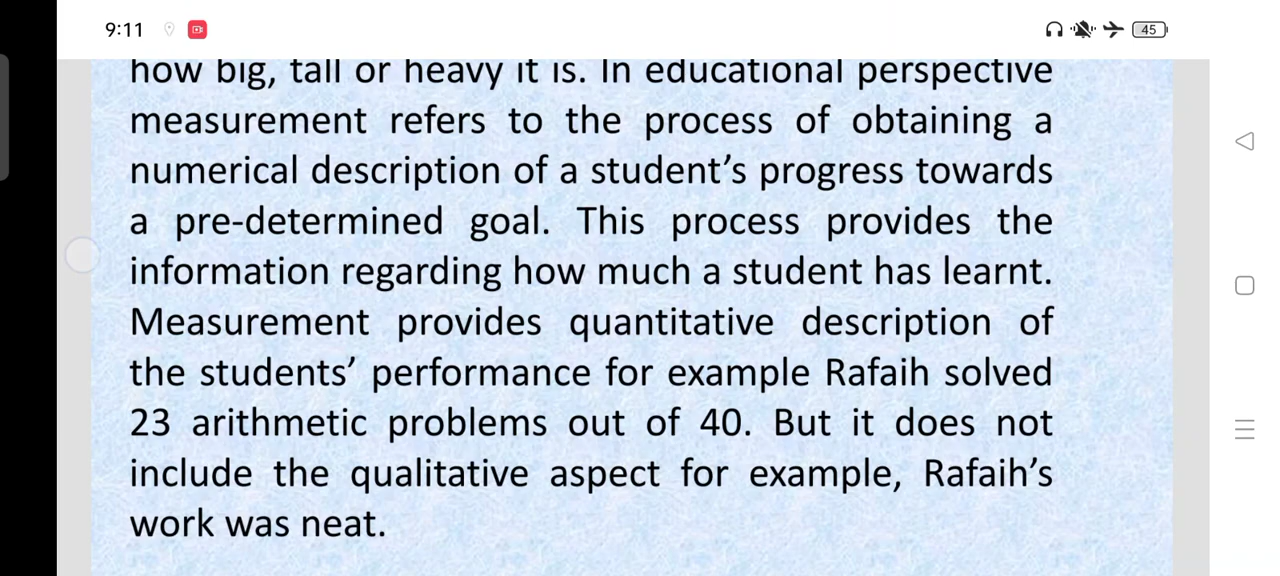 9:11
45
how big, tall or heavy it is. In educational perspective
measurement refers to the process of obtaining a
numerical description of a student’s progress towards
a pre-determined goal. This process provides the
information regarding how much a student has learnt.
Measurement provides quantitative description of
the students’ performance for example Rafaih solved
23 arithmetic problems out of 40. But it does not
include the qualitative aspect for example, Rafaih’s
work was neat.